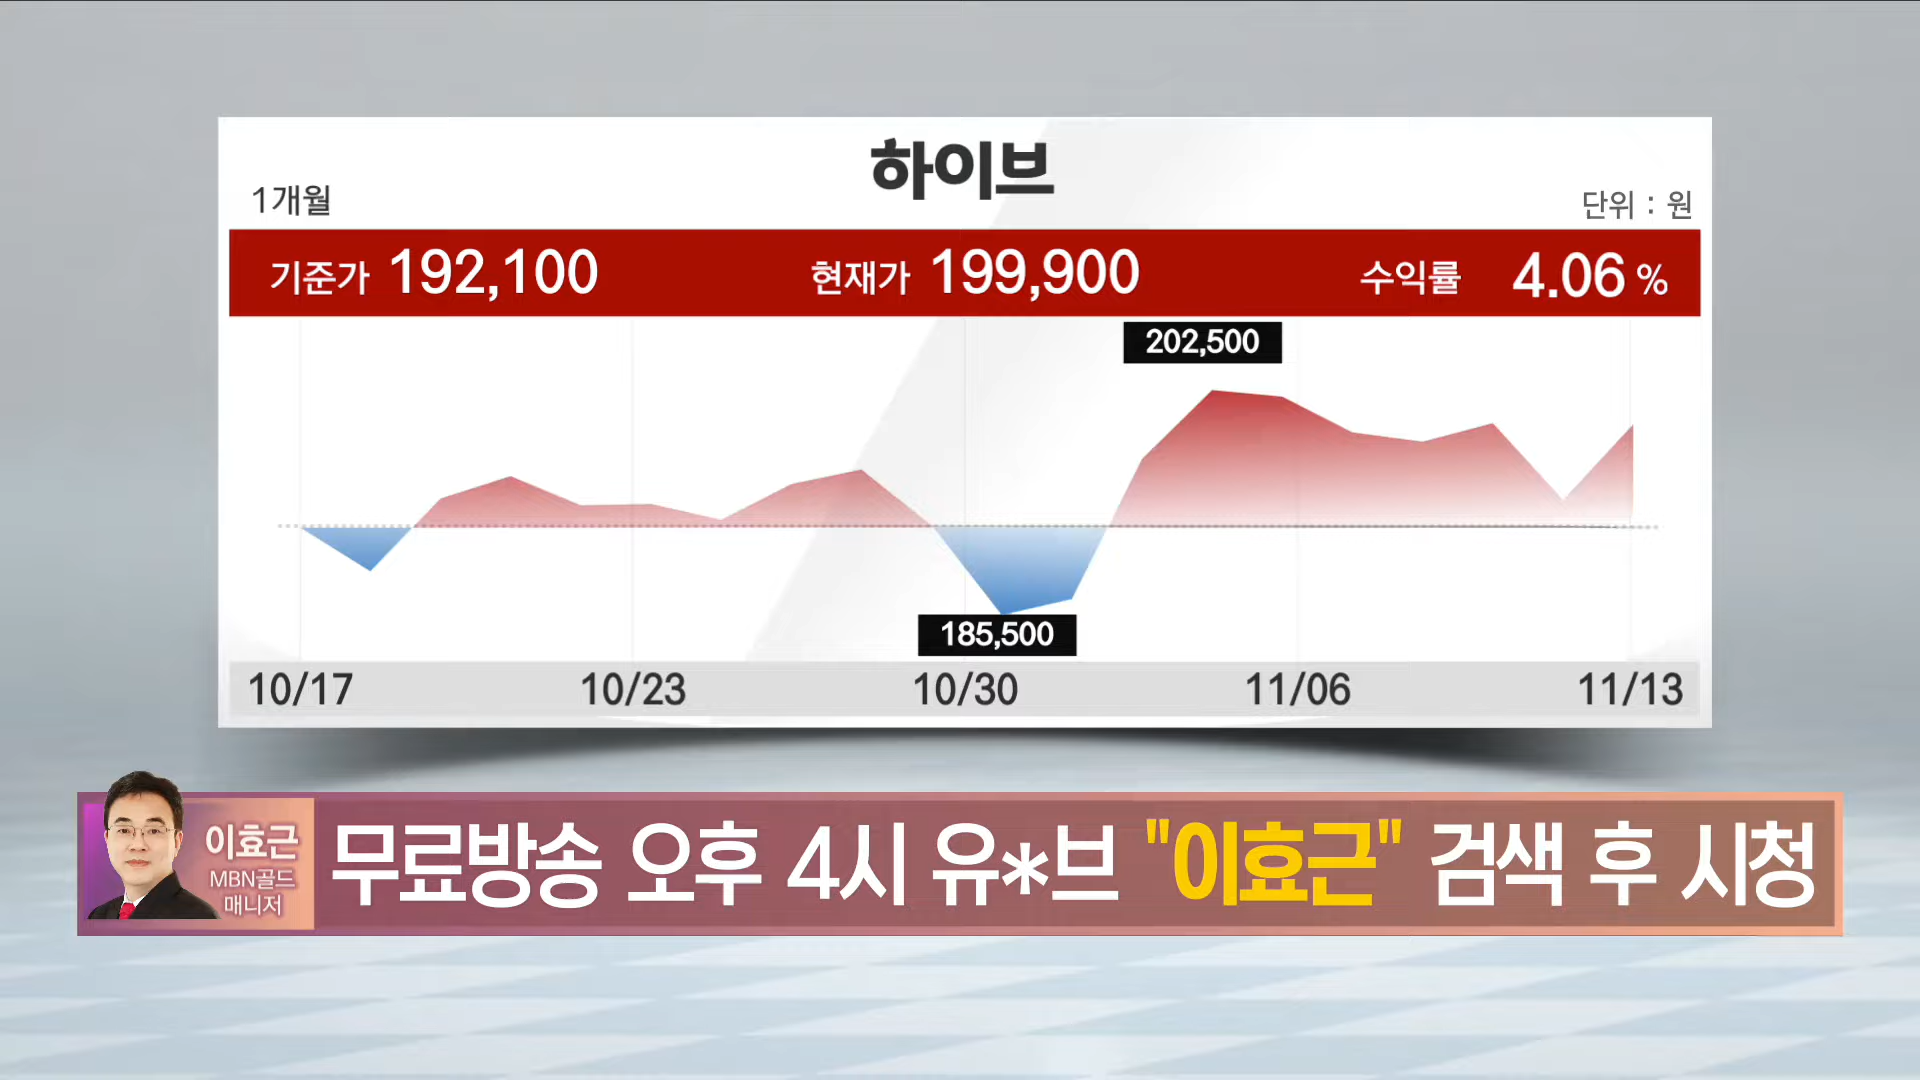 하이브
1개월
단위 : 원
기준가 192,100 현재가 199,900 수익률 4.06 %
202,500
185,500
10/17 10/23 10/30 11/06 11/13
이효근
MBN골드
매니저
무료방송 오후 4시 유*브 "이효근" 검색 후 시청